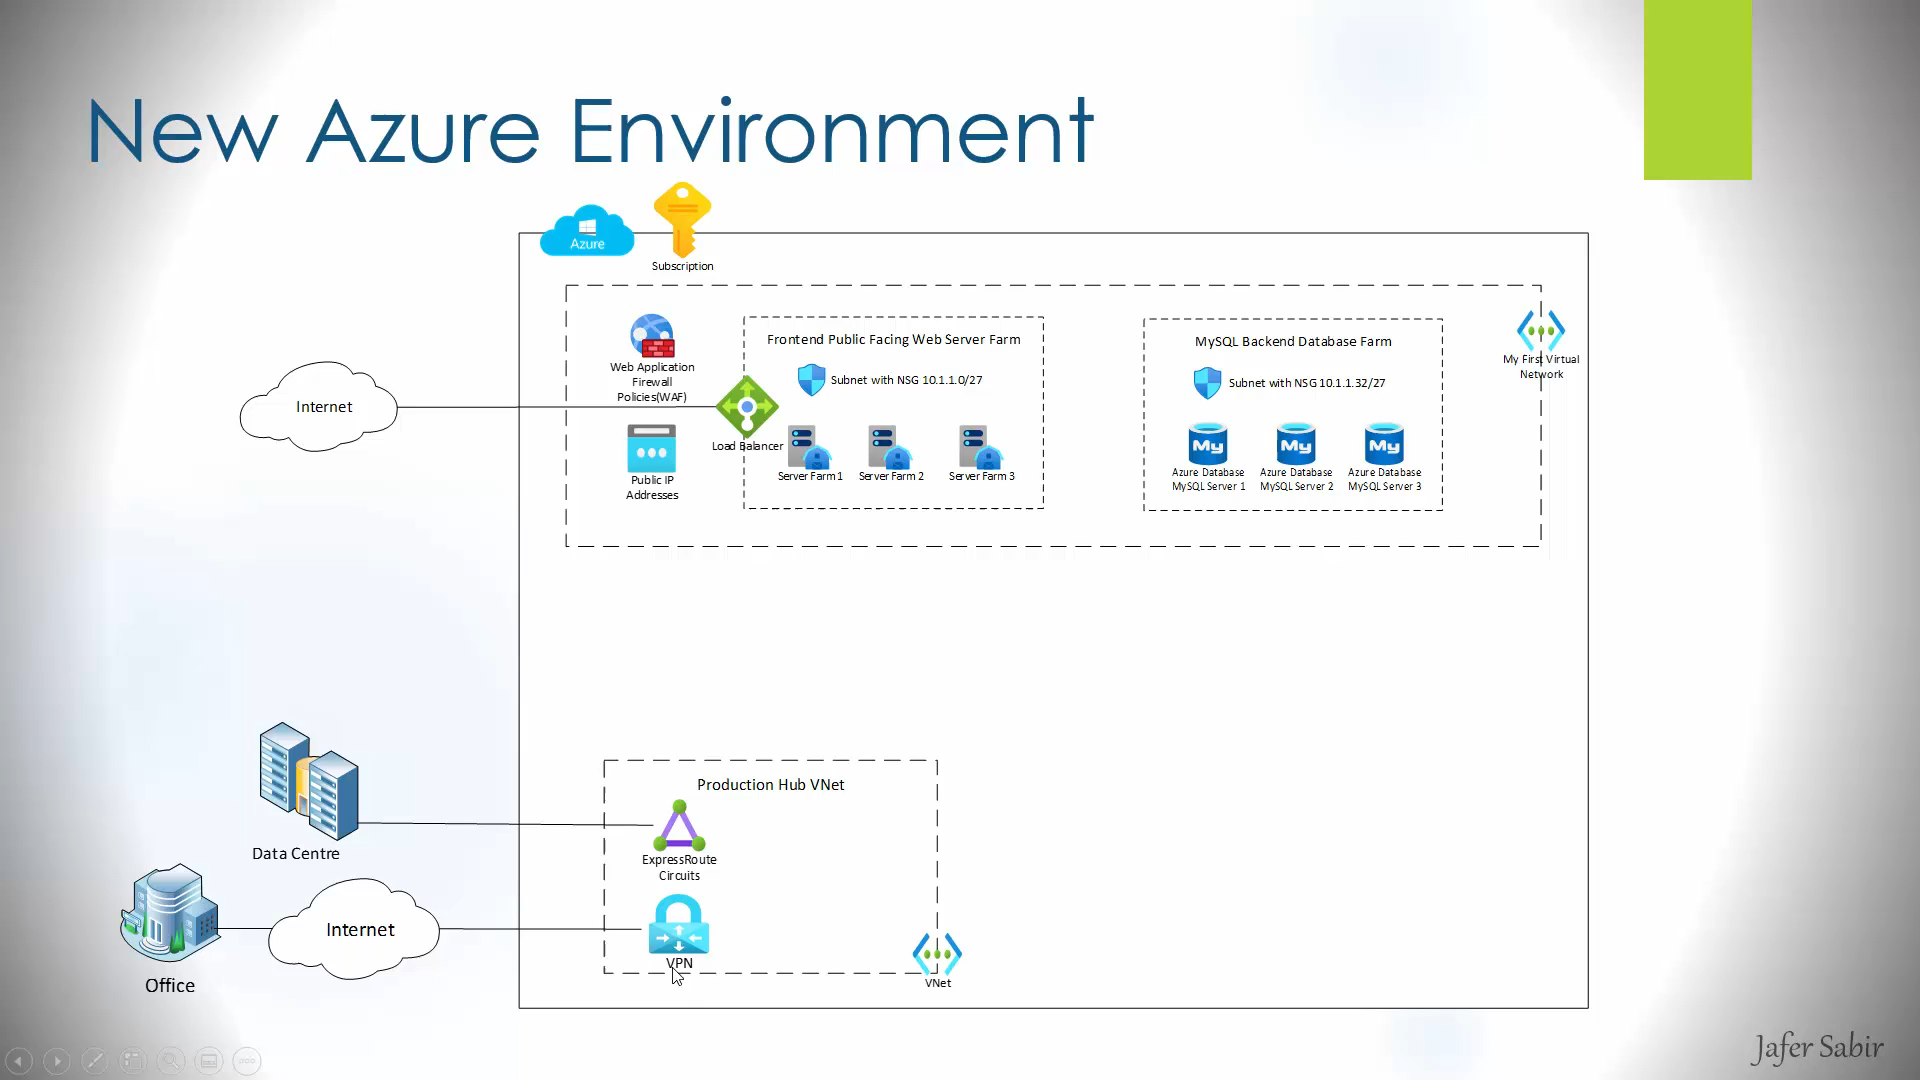 New Azure Environment
Azure
Subscription
Web Application
Firewall
Policies(WAF)
Public IP
Addresses
Internet
Load Balancer
Frontend Public Facing Web Server Farm
Subnet with NSG 10.1.1.0/27
Server Farm 1
Server Farm 2
Server Farm 3
MySQL Backend Database Farm
Subnet with NSG 10.1.1.32/27
Azure Database
MySQL Server 1
Azure Database
MySQL Server 2
Azure Database
MySQL Server 3
My First Virtual
Network
Data Centre
Office
Internet
Production Hub VNet
ExpressRoute
Circuits
VPN
VNet
Jafer Sabir